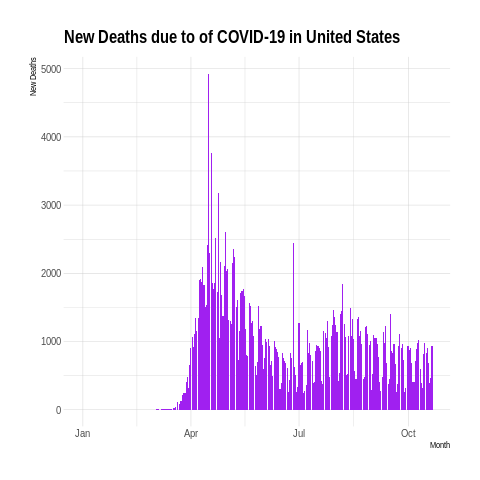 New Deaths due to of COVID-19 in United States
New Deaths
5000
4000
3000
2000
1000
0
Jan Apr Jul Oct
Month